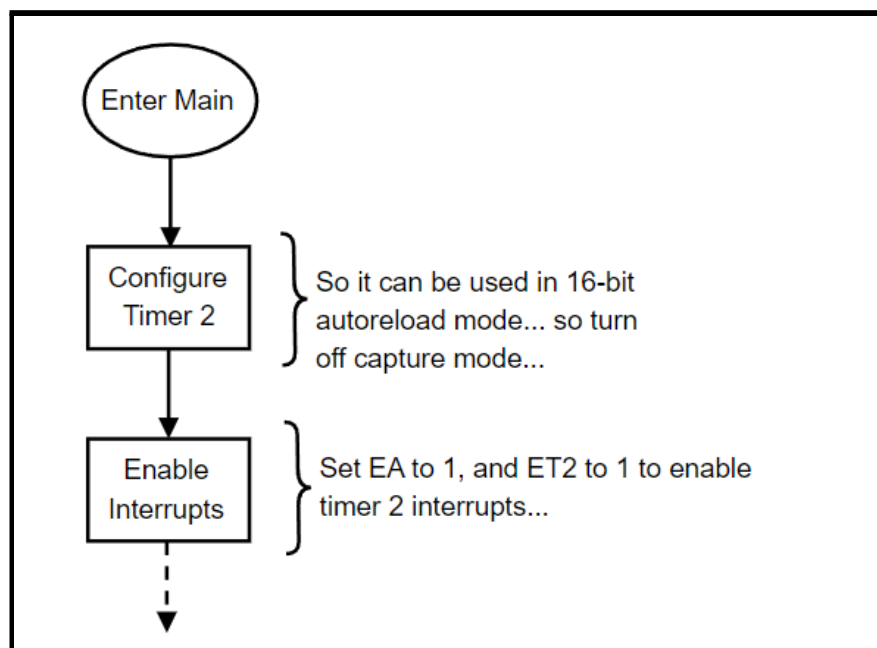 Enter Main
Configure
Timer 2
So it can be used in 16-bit
autoreload mode... so turn
off capture mode...
Enable
Interrupts
Set EA to 1, and ET2 to 1 to enable
timer 2 interrupts...